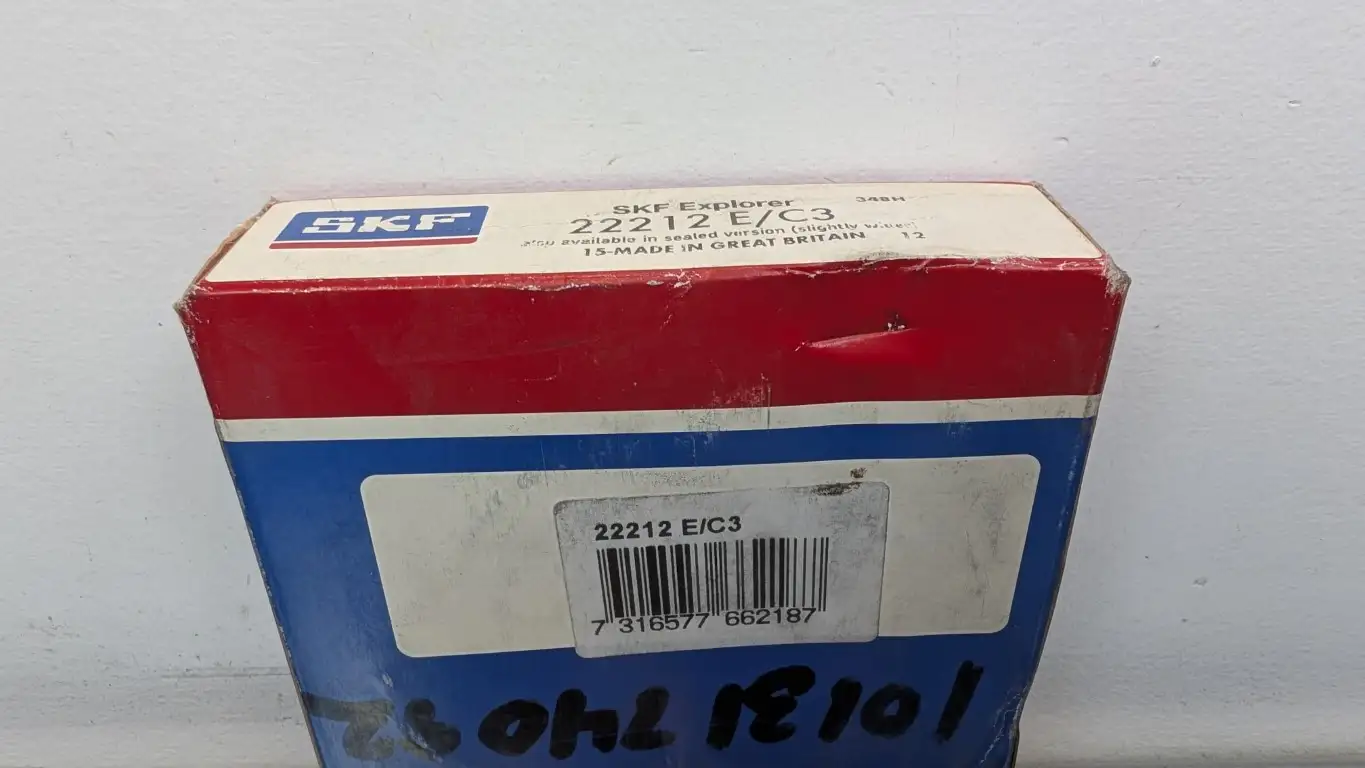 SKF
SKF Explorer
348H
22212 E/C3
also available in sealed version (slightly wider)
15-MADE IN GREAT BRITAIN 12
22212 E/C3
7 316577 662187